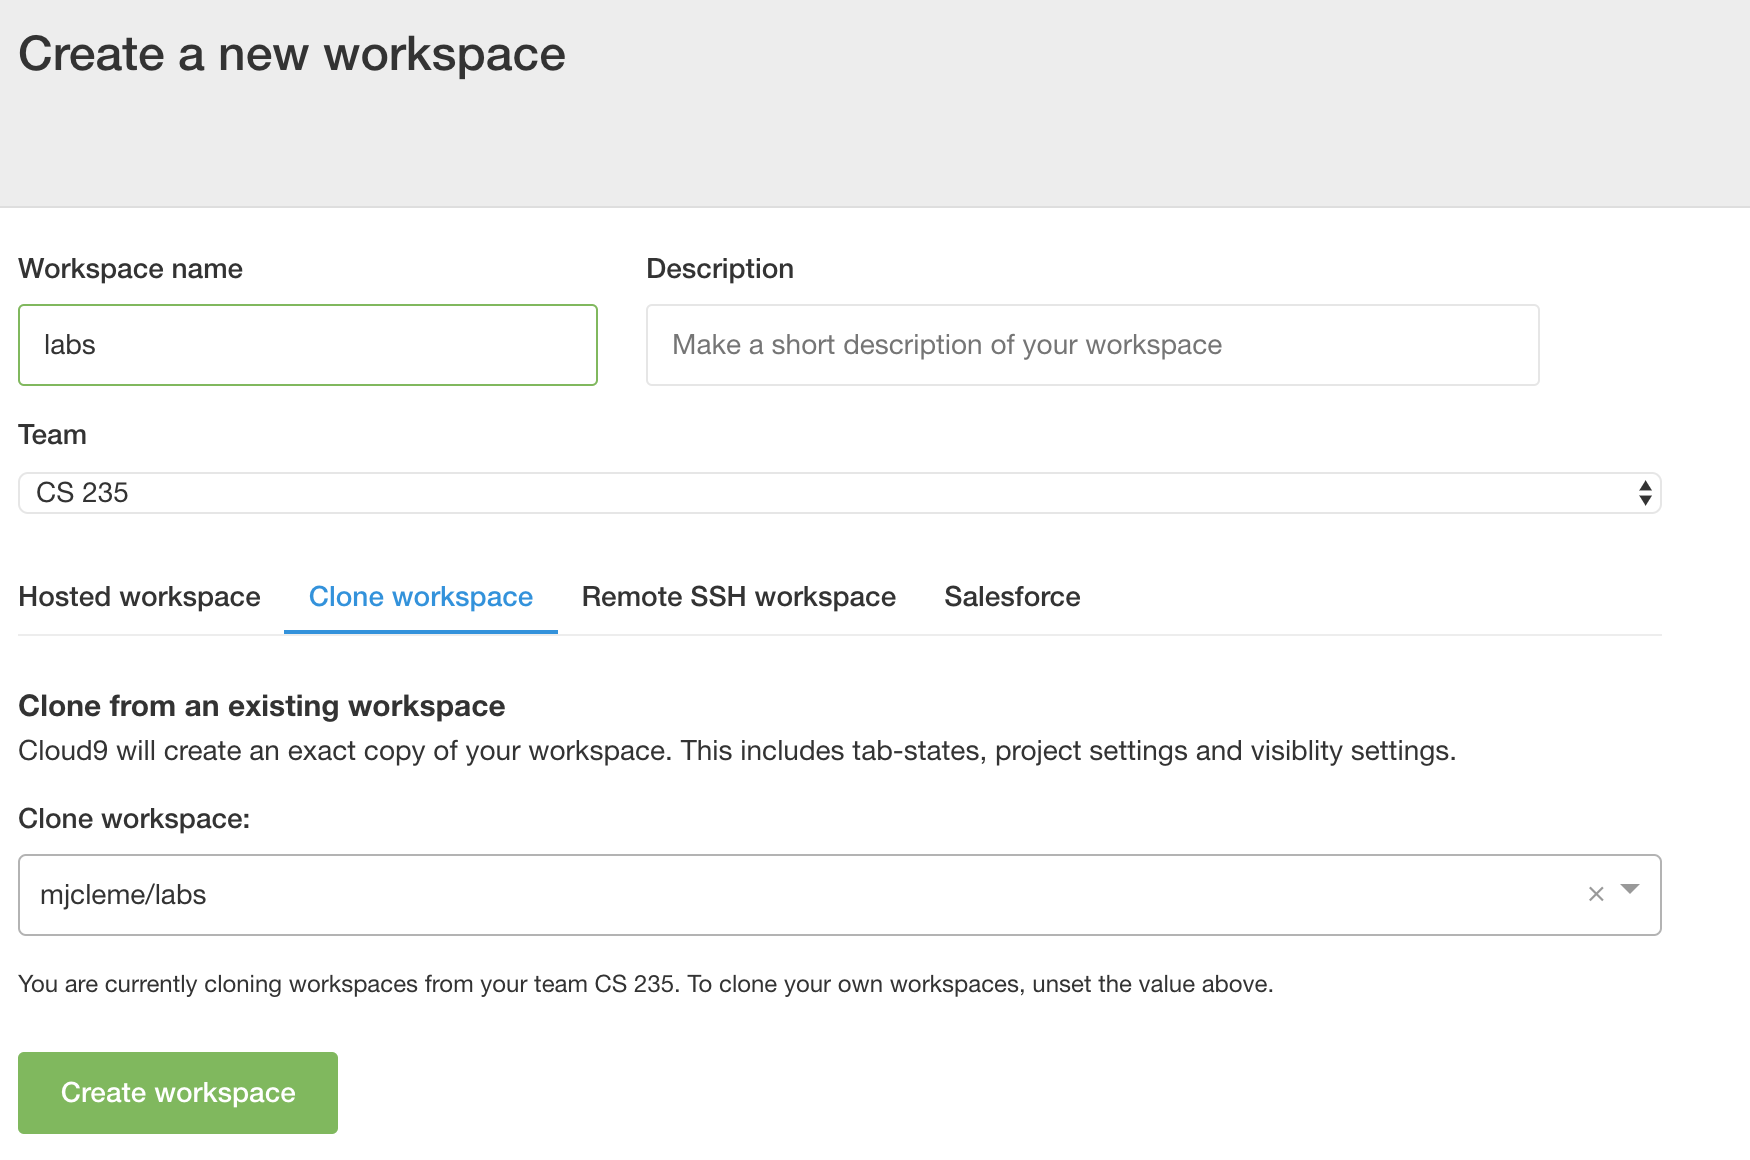 Create a new workspace
Workspace name
Description
labs
Make a short description of your workspace
Team
CS 235
Hosted workspace
Clone workspace
Remote SSH workspace
Salesforce
Clone from an existing workspace
Cloud9 will create an exact copy of your workspace. This includes tab-states, project settings and visiblity settings.
Clone workspace:
mjcleme/labs
You are currently cloning workspaces from your team CS 235. To clone your own workspaces, unset the value above.
Create workspace